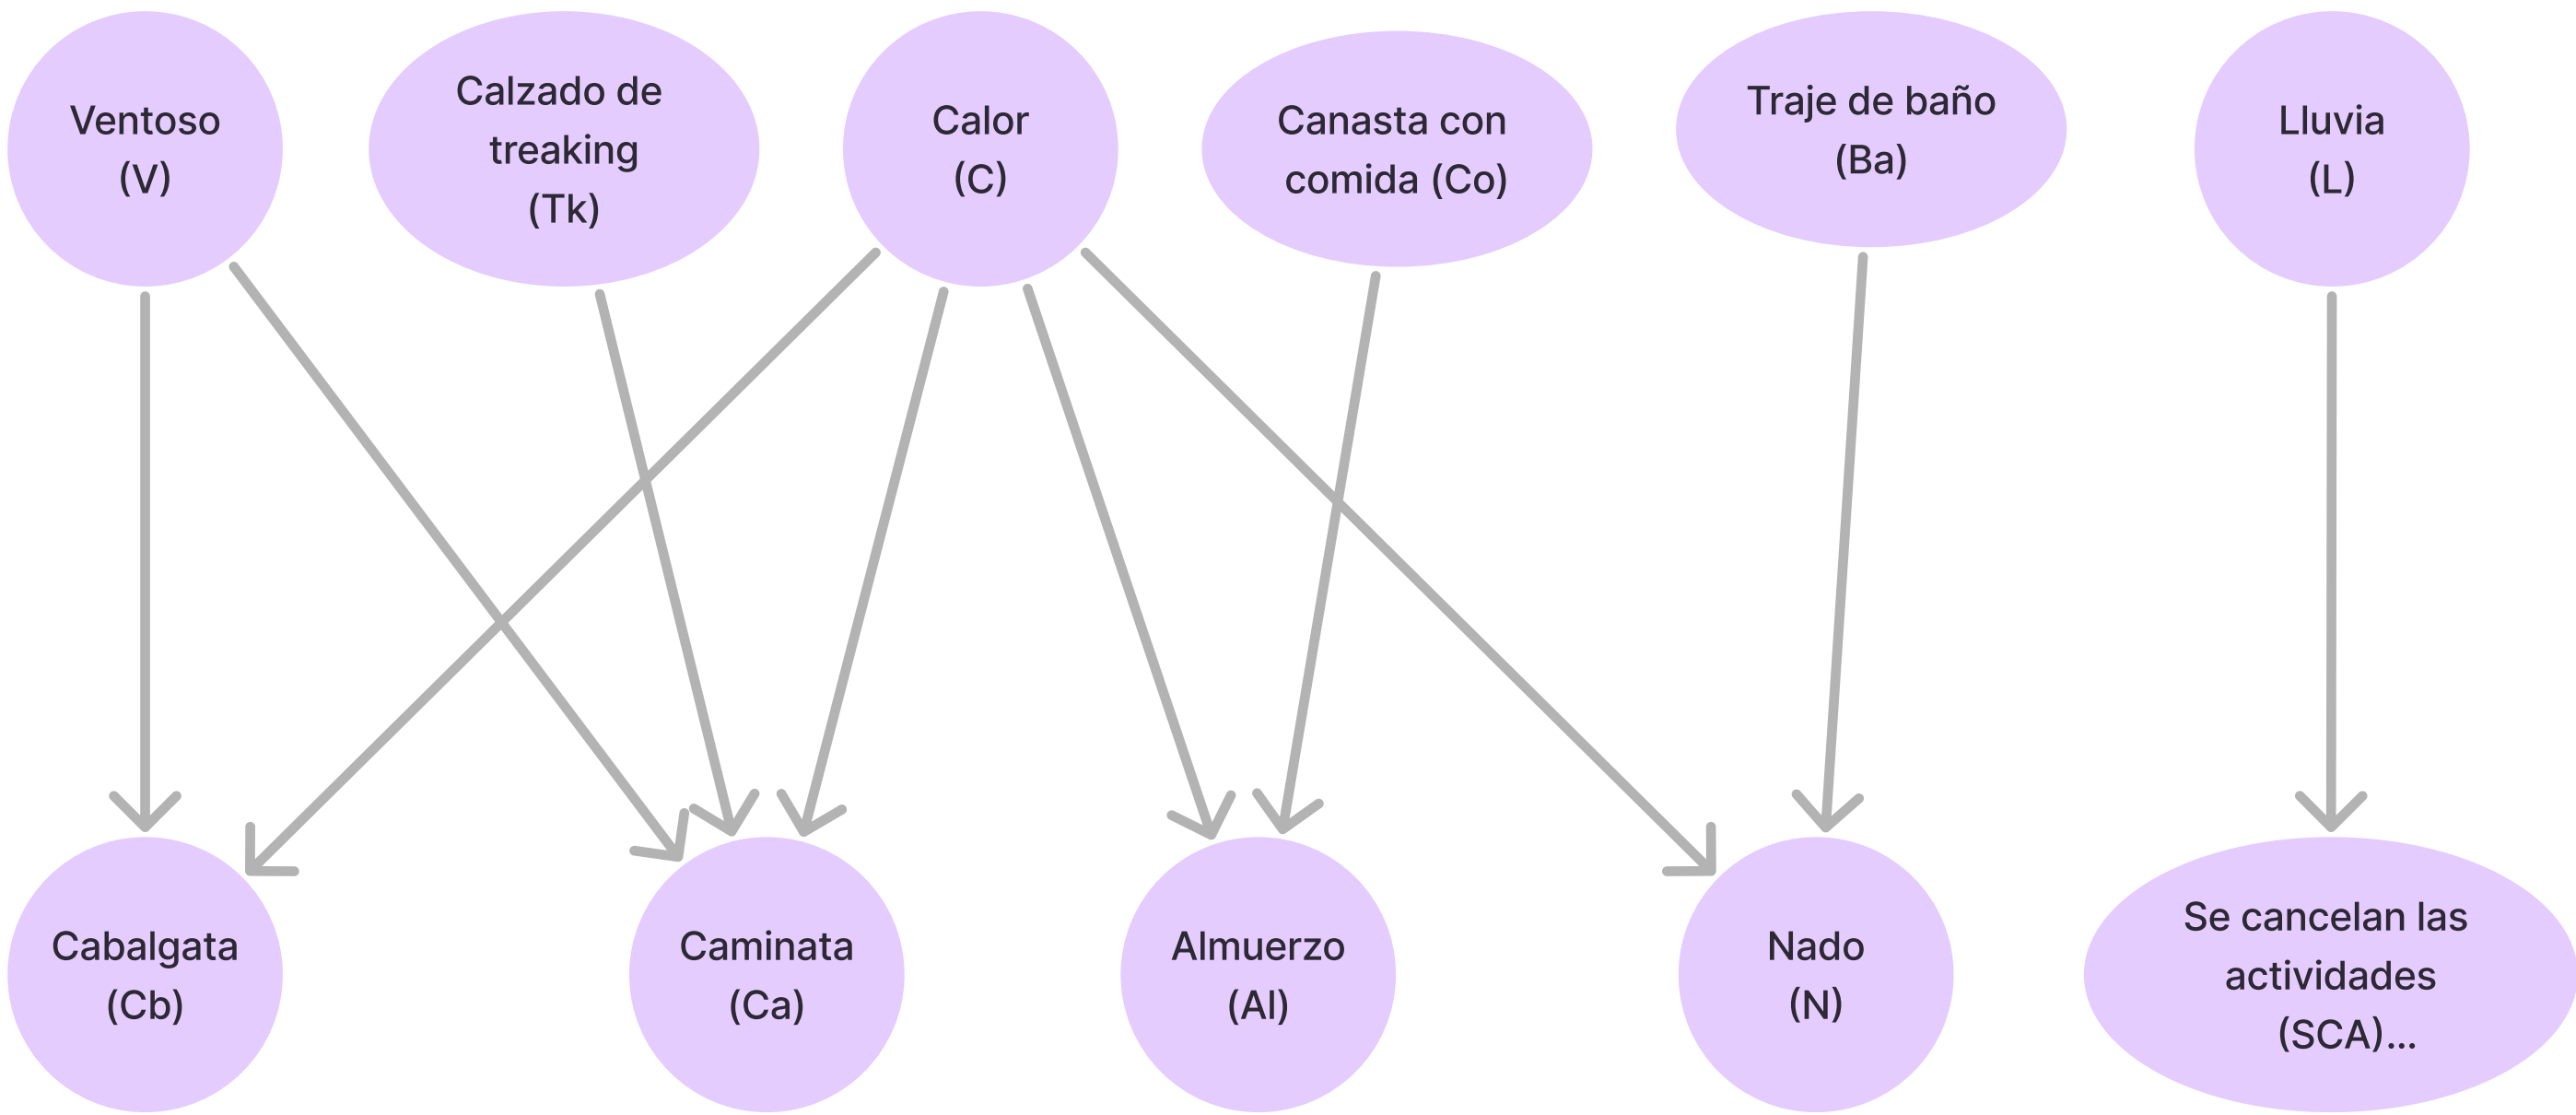 Ventoso
(V)
Calzado de
treaking
(Tk)
Calor
(C)
Canasta con
comida (Co)
Traje de baño
(Ba)
Lluvia
(L)
Cabalgata
(Cb)
Caminata
(Ca)
Almuerzo
(Al)
Nado
(N)
Se cancelan las
actividades
(SCA)...